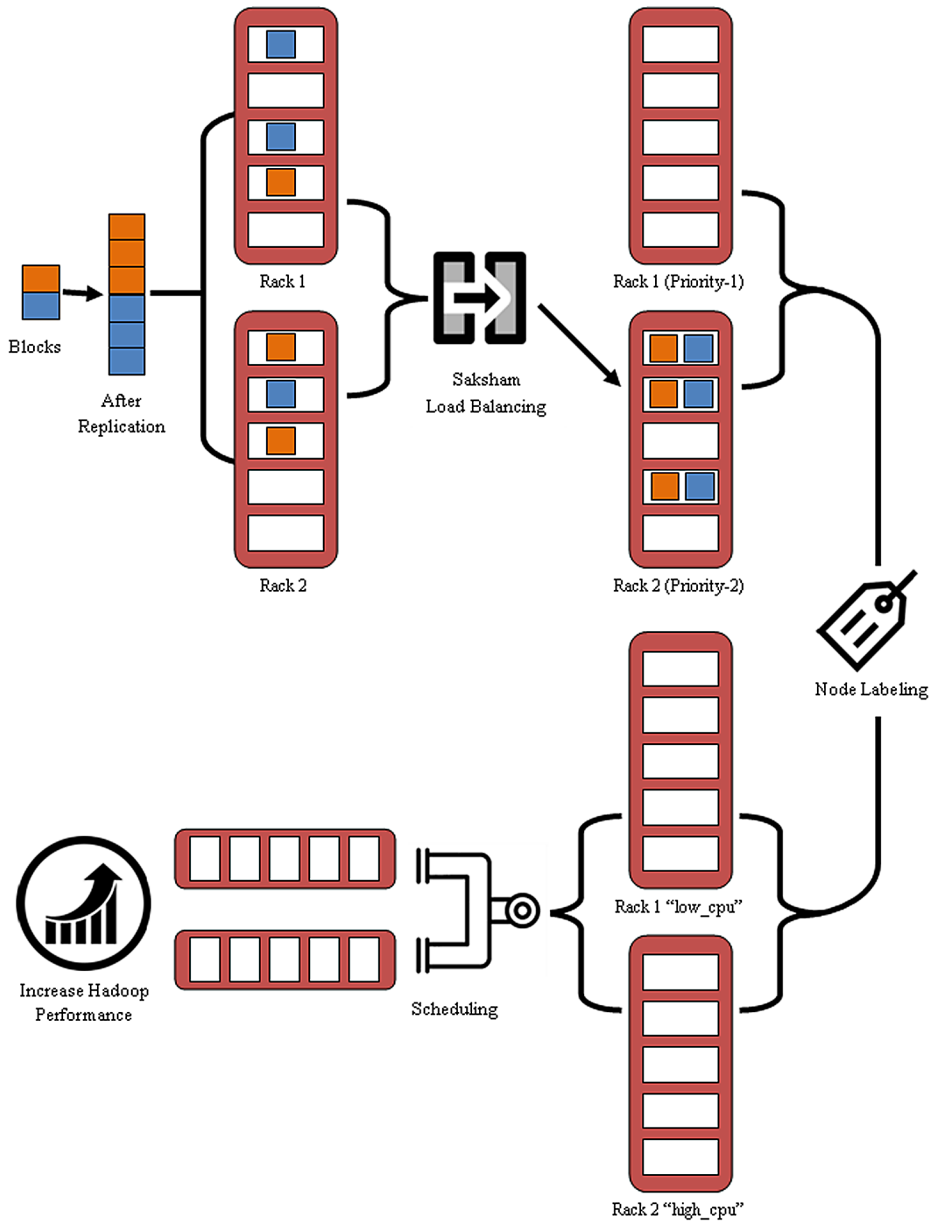 Rack 1
Rack 1 (Priority-1)
Blocks
After
Replication
Saksham
Load Balancing
Rack 2
Rack 2 (Priority-2)
Node Labeling
Rack 1 “low_cpu”
Increase Hadoop
Performance
Scheduling
Rack 2 “high_cpu”